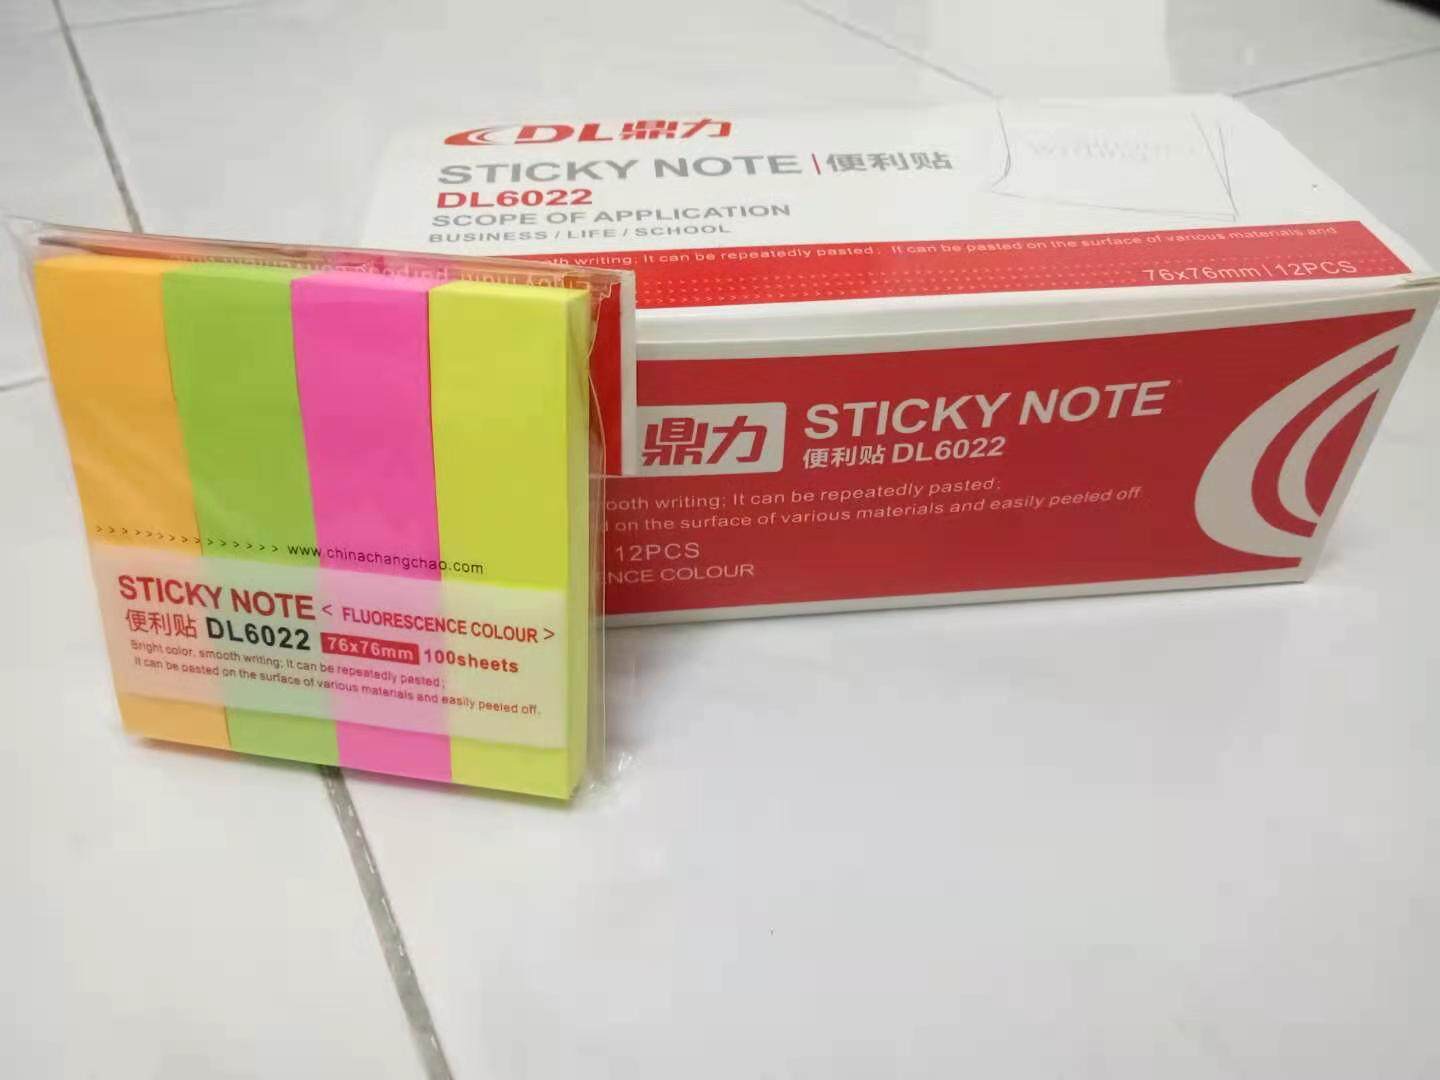 DL鼎力
STICKY NOTE | 便利贴
DL6022
SCOPE OF APPLICATION
BUSINESS / LIFE / SCHOOL
writing; It can be repeatedly pasted; It can be pasted on the surface of various materials and
76x76mm | 12PCS
鼎力
STICKY NOTE
便利贴 DL6022
writing; It can be repeatedly pasted;
on the surface of various materials and easily peeled off
12PCS
COLOUR
> > > > > > > > > > > > > > > www.chinachangchao.com
STICKY NOTE < FLUORESCENCE COLOUR >
便利贴 DL6022 76x76mm 100sheets
Bright color, smooth writing; It can be repeatedly pasted;
It can be pasted on the surface of various materials and easily peeled off.